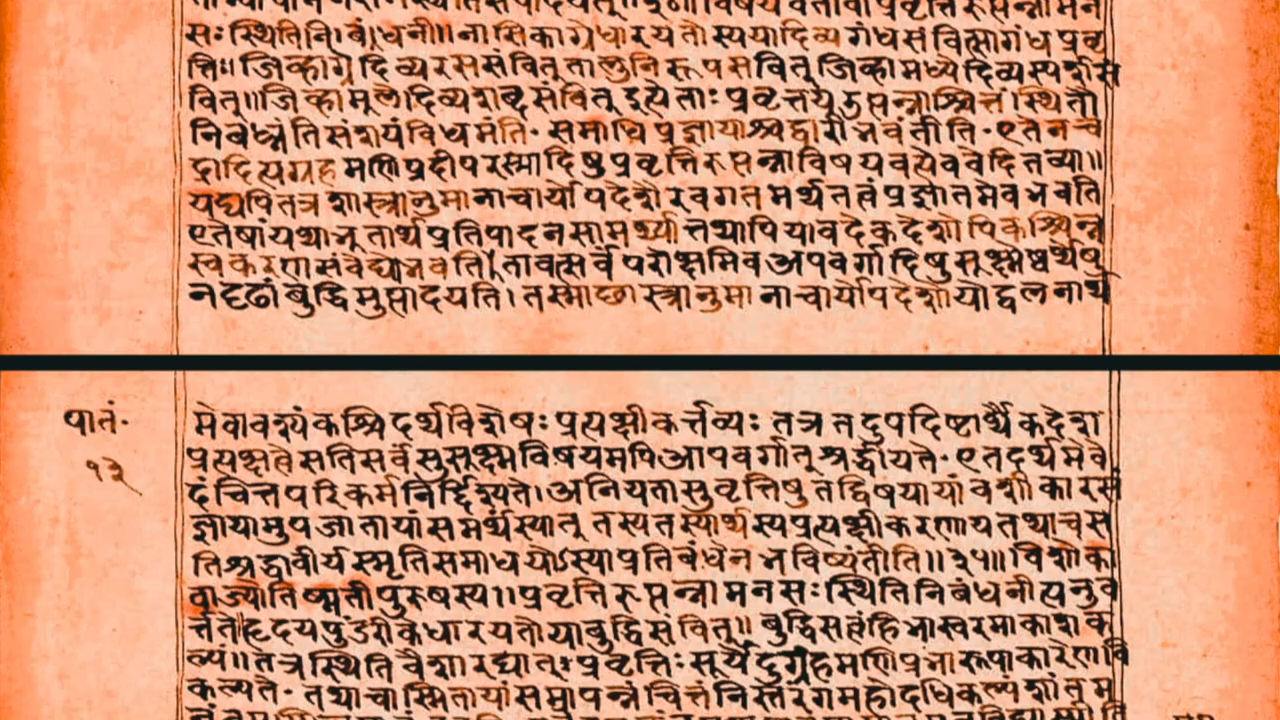 सः स्थितिनिबंधनी॥ नासिकाग्रे धारयतोस्य या दिव्यगंधसंवित्सा गंधप्रवृ
त्तिः॥ जिव्हाग्रे दिव्यरससंवित् तालुनि रूपसंवित् जिव्हामध्ये दिव्यस्पर्शसं
वित्॥ जिव्हामूले दिव्यशब्दसंवित् इत्येताः प्रवृत्तय उत्पन्नाश्चित्तं स्थितौ
निबध्नंति संशयं विधमंति॰ समाधिप्रज्ञायाश्च द्वारीभवंतीति॰ एतेन चं
द्रादित्यग्रहमणिप्रदीपरस्मादिषु प्रवृत्तिरुत्पन्ना विषयवत्येव वेदितव्या॥
यद्यपि तत्र शास्त्रानुमानाचार्योपदेशैरवगतमर्थतत्वं प्रज्ञातमेव भवति
एतेषां यथाभूतार्थप्रतिपादनसामर्थ्यात्तथापि यावदेकदेशोपि कश्चिन्न
स्वकरणसंवेद्यो भवति। तावत्सर्वं परोक्षमिव अपवर्गादिषु सूक्ष्मेष्वर्थेषु
न दृढां बुद्धिमुत्पादयति। तस्माछास्त्रानुमानाचार्योपदेशोपोद्वलनार्थ
पातं॰
१३
मेवावश्यं कश्चिदर्थविशेषः प्रत्यक्षीकर्त्तव्यः तत्र तदुपदिष्टार्थैकदेश
प्रत्यक्षत्वे सति सर्वं सुसूक्ष्मविषयमपि आपवर्गात् श्रद्धीयते॰ एतदर्थमेवे
दं चित्तपरिकर्म निर्दिश्यते। अनियतासु वृत्तिषु तद्विषयायां वशीकारसं
ज्ञायामुपजातायां समर्थं स्यात् तस्य तस्यार्थस्य प्रत्यक्षीकरणाय तथा च स
ति श्रद्धावीर्यस्मृतिसमाधयोऽस्याप्रतिबंधेन भविष्यंतीति॥३५॥ विशोका
वा ज्योतिष्मती पुरुषस्य॥ प्रवृत्तिरुत्पन्ना मनसः स्थितिनिबंधनीत्यनुव
र्त्तते हृदयपुंडरीके धारयतो या बुद्धिसंवित्॥ बुद्धिसत्वं हि भास्वरमाकाशक
ल्पं॥ तत्र स्थितिवैशारद्यात् प्रवृत्तिः सूर्येंदुग्रहमणिप्रभारूपाकारेण वि
कल्पते॰ तथा चास्मितायां समापन्नं चित्तं निस्तरंगमहोदधिकल्पं शांतम